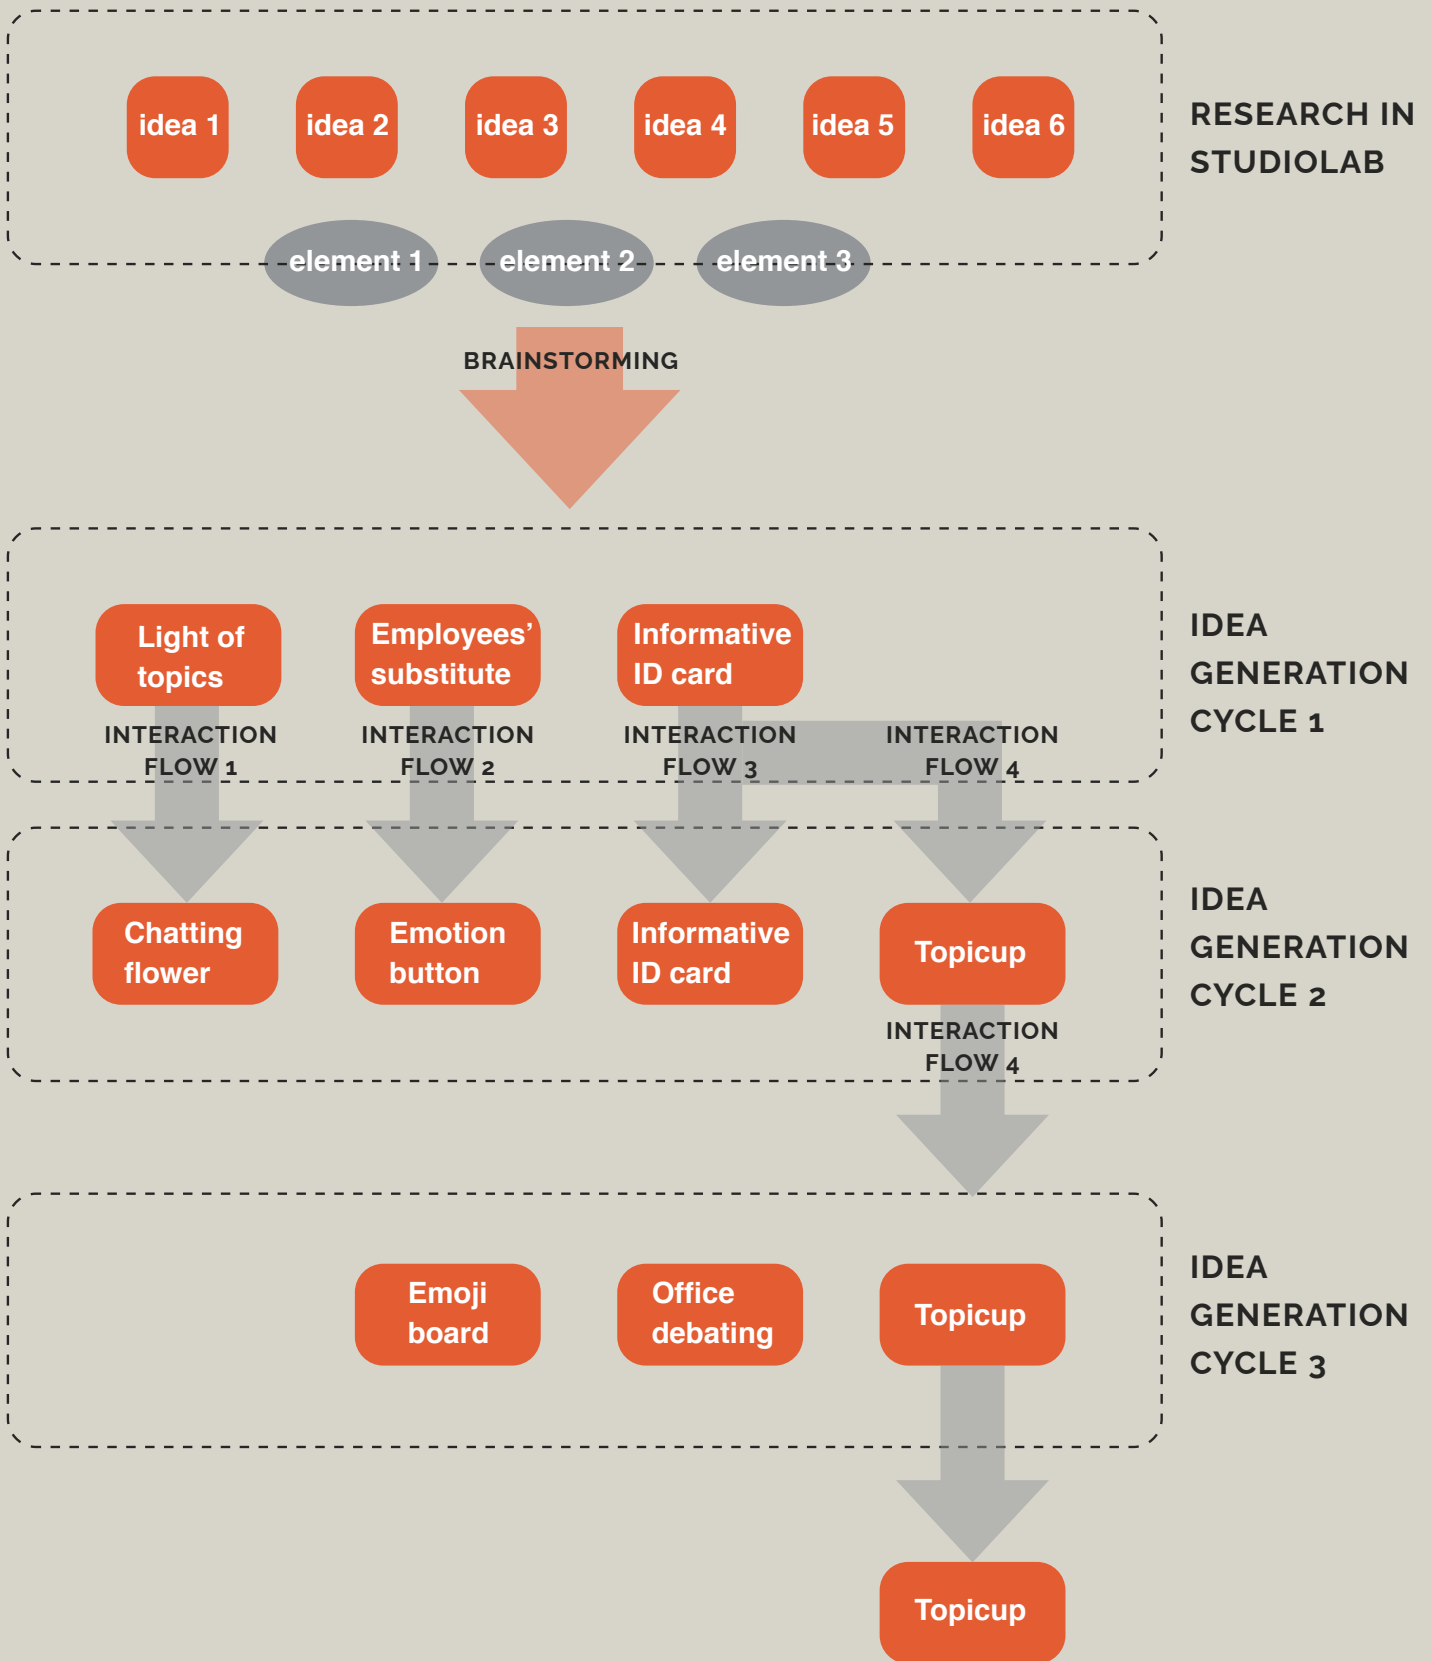 idea 1
idea 2
idea 3
idea 4
idea 5
idea 6
RESEARCH IN
STUDIOLAB
element 1
element 2
element 3
BRAINSTORMING
Light of
topics
Employees’
substitute
Informative
ID card
IDEA
GENERATION
CYCLE 1
INTERACTION
FLOW 1
INTERACTION
FLOW 2
INTERACTION
FLOW 3
INTERACTION
FLOW 4
Chatting
flower
Emotion
button
Informative
ID card
Topicup
IDEA
GENERATION
CYCLE 2
INTERACTION
FLOW 4
Emoji
board
Office
debating
Topicup
IDEA
GENERATION
CYCLE 3
Topicup